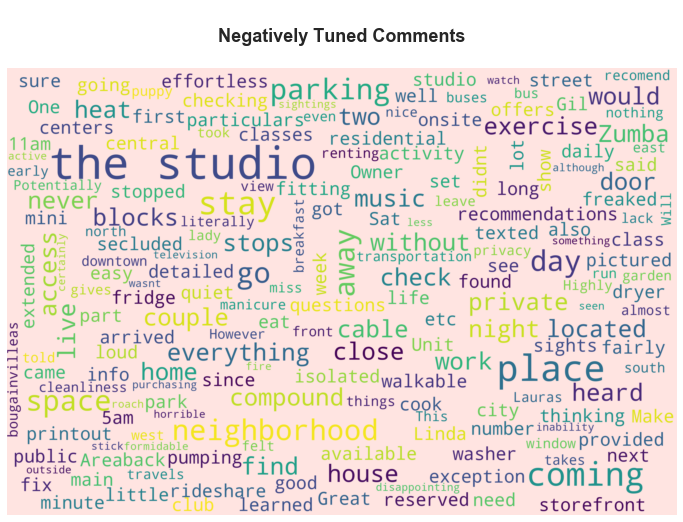 Negatively Tuned Comments
sure going puppy effortless parking studio watch street recomend
One heat checking sightings well buses bus would
centers first particulars even two nice onsite offers Gil nothing
11am central took classes residential exercise Zumba
active the studio renting activity didnt lot show daily said east
early view Owner although
Potentially stopped fitting set long door freaked Will
never stay music leave recommendations
mini blocks literally got Sat less texted also lack
north secluded lady stops breakfast away without privacy something class
access certainly downtown television transportation see pictured
extended easy detailed go week check found day run garden
gives wasnt quiet miss Highly dryer
live fridge manicure questions life private seen almost
part couple eat etc night located
bougainvilleas arrived However front cable Unit sights fairly
told loud everything fire close work south
came info home since isolated walkable place
cleanliness purchasing things cook Lauras heard
space roach park compound This city thinking Make
5am horrible number inability
printout west neighborhood Linda window provided
public stick formidable felt available washer takes next
outside Areaback pumping find house exception coming
fix main travels good disappointing
minute little rideshare Great reserved need storefront
club learned